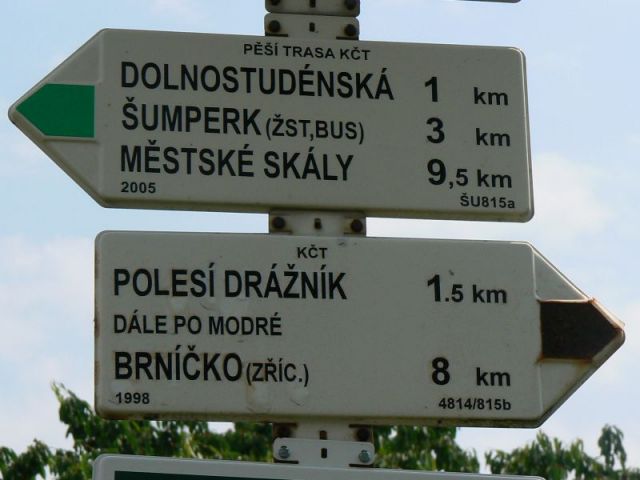 PĚŠÍ TRASA KČT
DOLNOSTUDÉNSKÁ 1 km
ŠUMPERK (ŽST,BUS) 3 km
MĚSTSKÉ SKÁLY 9,5 km
2005 ŠU815a
KČT
POLESÍ DRÁŽNÍK 1.5 km
DÁLE PO MODRÉ
BRNÍČKO (ZŘÍC.) 8 km
1998 4814/815b